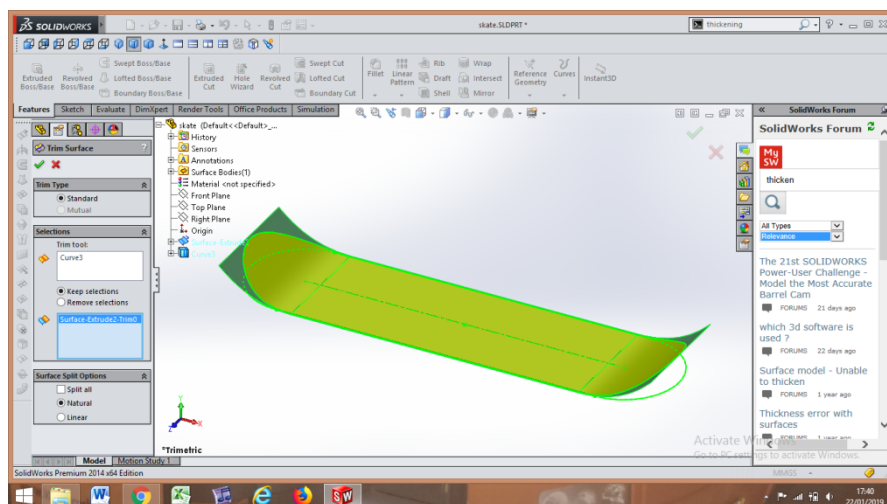 SOLIDWORKS
skate.SLDPRT *
thickening
Extruded Boss/Base
Revolved Boss/Base
Swept Boss/Base
Lofted Boss/Base
Boundary Boss/Base
Extruded Cut
Hole Wizard
Revolved Cut
Swept Cut
Lofted Cut
Boundary Cut
Fillet
Linear Pattern
Rib
Draft
Shell
Wrap
Intersect
Mirror
Reference Geometry
Curves
Instant3D
Features
Sketch
Evaluate
DimXpert
Render Tools
Office Products
Simulation
Trim Surface
?
Trim Type
Standard
Mutual
Selections
Trim tool:
Curve3
Keep selections
Remove selections
Surface-Extrude2-Trim0
Surface Split Options
Split all
Natural
Linear
skate (Default<<Default>_...
History
Sensors
Annotations
Surface Bodies(1)
Material <not specified>
Front Plane
Top Plane
Right Plane
Origin
Surface-Extrude2
Curve3
Y
X
Z
*Trimetric
SolidWorks Forum
SolidWorks Forum
My SW
thicken
All Types
Relevance
The 21st SOLIDWORKS
Power-User Challenge -
Model the Most Accurate
Barrel Cam
FORUMS 21 days ago
which 3d software is
used ?
FORUMS 22 days ago
Surface model - Unable
to thicken
FORUMS 1 year ago
Thickness error with
surfaces
FORUMS 1 year ago
Activate Windows
Go to PC settings to activate Windows.
Model
Motion Study 1
SolidWorks Premium 2014 x64 Edition
MMGS
17:40
22/01/2019